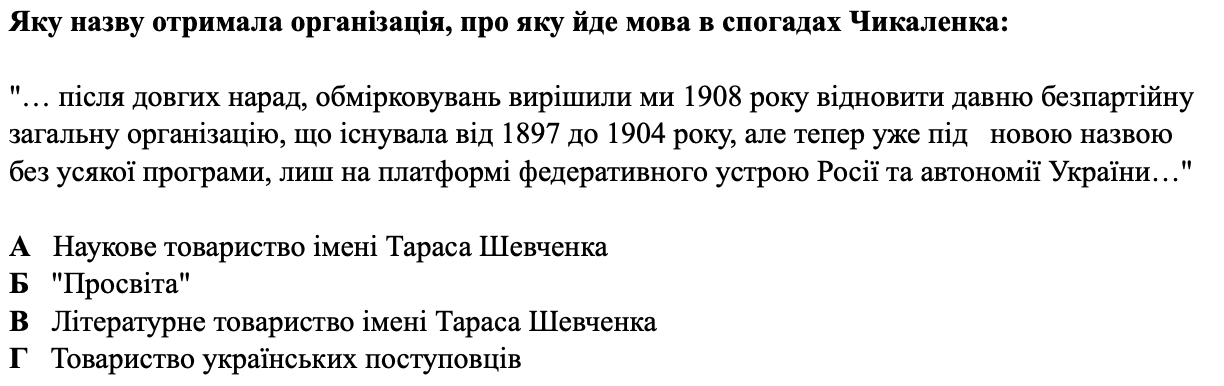 Яку назву отримала організація, про яку йде мова в спогадах Чикаленка:
"… після довгих нарад, обмірковувань вирішили ми 1908 року відновити давню безпартійну
загальну організацію, що існувала від 1897 до 1904 року, але тепер уже під новою назвою
без усякої програми, лиш на платформі федеративного устрою Росії та автономії України…"
А Наукове товариство імені Тараса Шевченка
Б "Просвіта"
В Літературне товариство імені Тараса Шевченка
Г Товариство українських поступовців